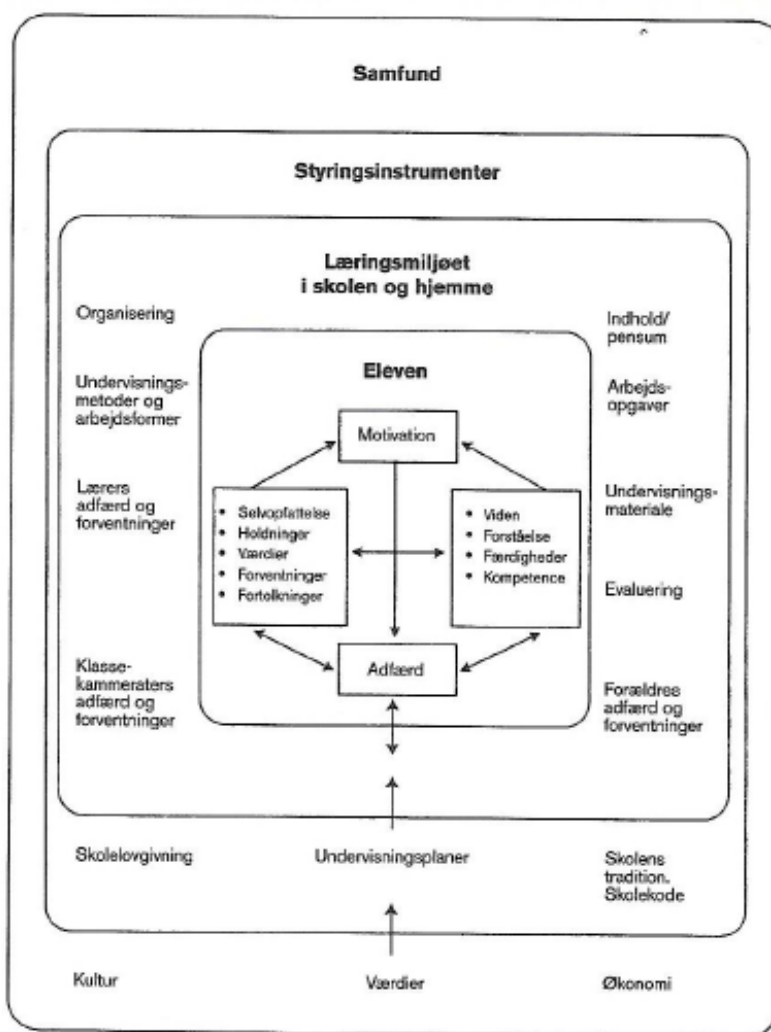 Samfund
Styringsinstrumenter
Læringsmiljøet
i skolen og hjemme
Organisering
Undervisnings-
metoder og
arbejdsformer
Lærers
adfærd og
forventninger
Klasse-
kammeraters
adfærd og
forventninger
Indhold/
pensum
Arbejds-
opgaver
Undervisnings-
materiale
Evaluering
Forældres
adfærd og
forventninger
Eleven
Motivation
• Selvopfattelse
• Holdninger
• Værdier
• Forventninger
• Fortolkninger
• Viden
• Forståelse
• Færdigheder
• Kompetence
Adfærd
Skolelovgivning
Undervisningsplaner
Skolens
tradition.
Skolekode
Kultur
Værdier
Økonomi